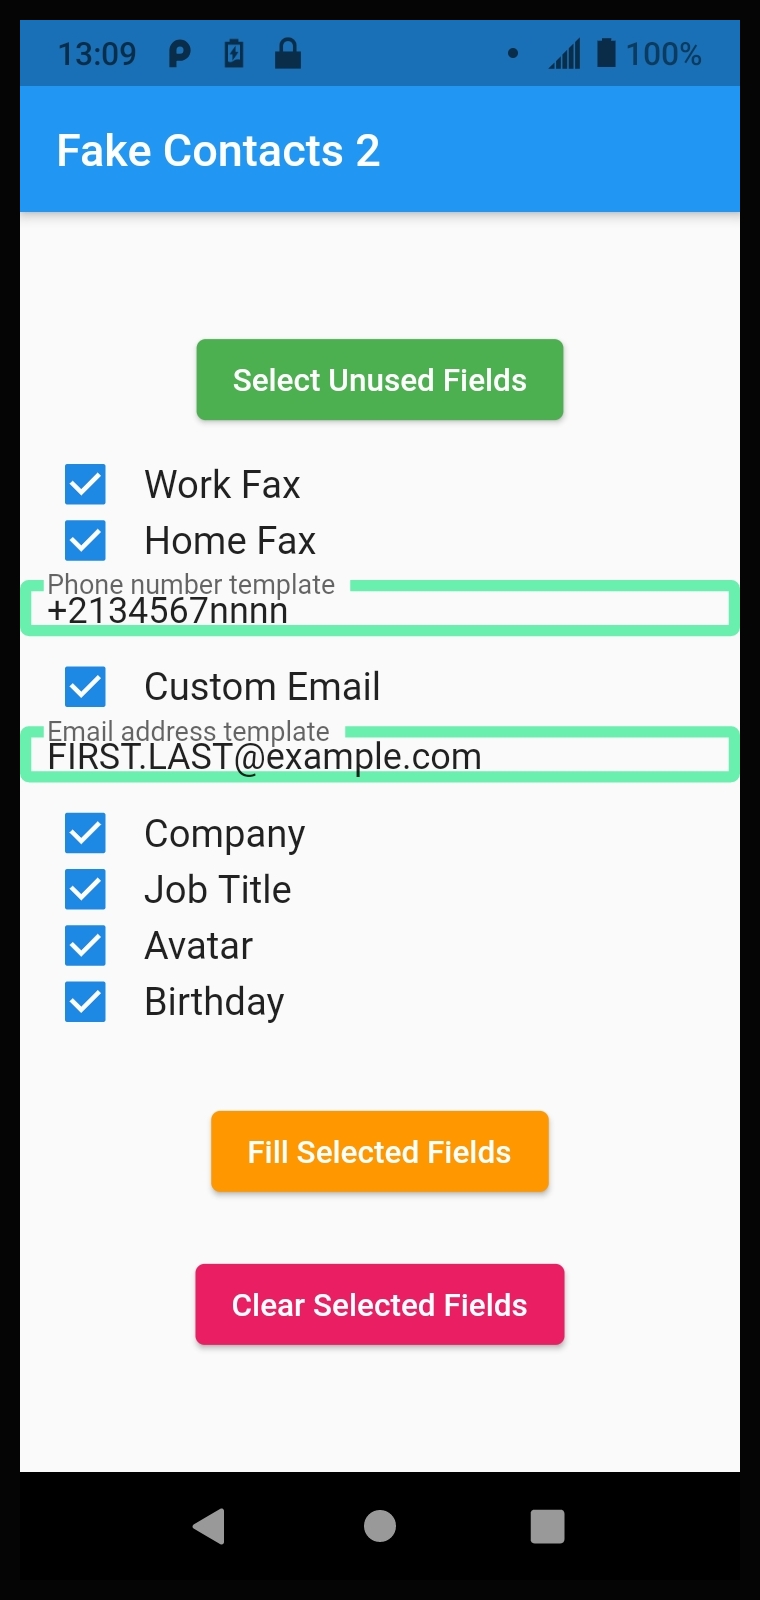 13:09
100%
Fake Contacts 2
Select Unused Fields
Work Fax
Home Fax
Phone number template
+2134567nnnn
Custom Email
Email address template
FIRST.LAST@example.com
Company
Job Title
Avatar
Birthday
Fill Selected Fields
Clear Selected Fields